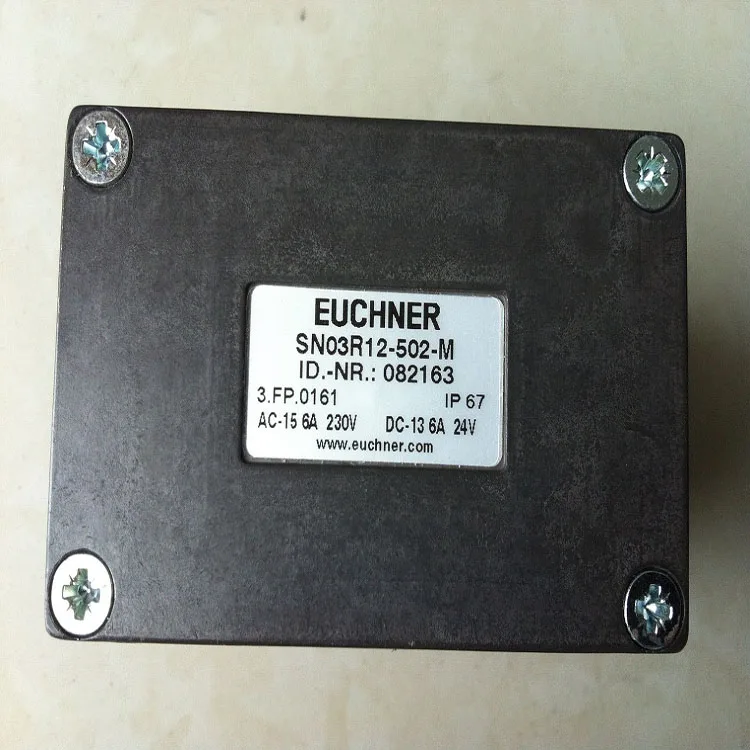 EUCHNER
SN03R12-502-M
ID.-NR.: 082163
3.FP.0161 IP 67
AC-15 6A 230V DC-13 6A 24V
www.euchner.com